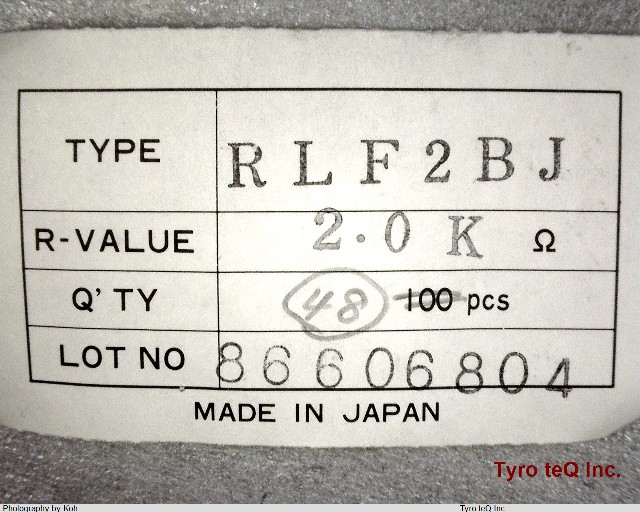 TYPE RLF2BJ
R-VALUE 2.0K Ω
Q'TY 48 100 pcs
LOT NO 86606804
MADE IN JAPAN
Tyro teQ Inc.
Photography by Koh Tyro teQ Inc